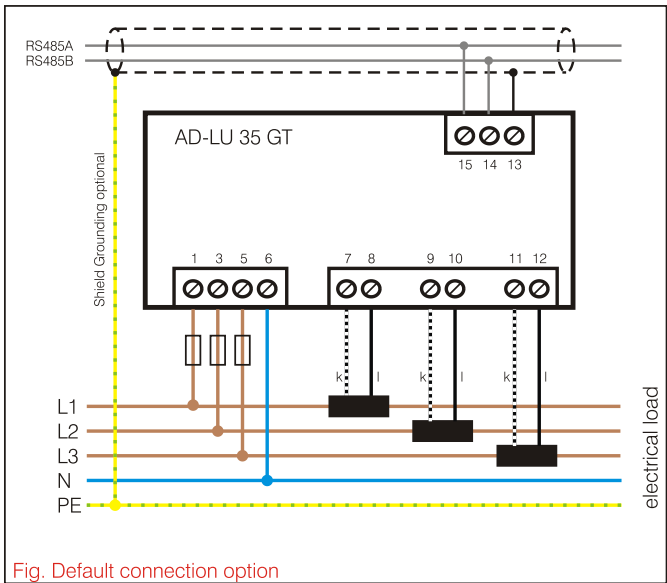 RS485A
RS485B
AD-LU 35 GT
15 14 13
Shield Grounding optional
1 3 5 6 7 8 9 10 11 12
k l k l k l
L1
L2
L3
N
PE
electrical load
Fig. Default connection option